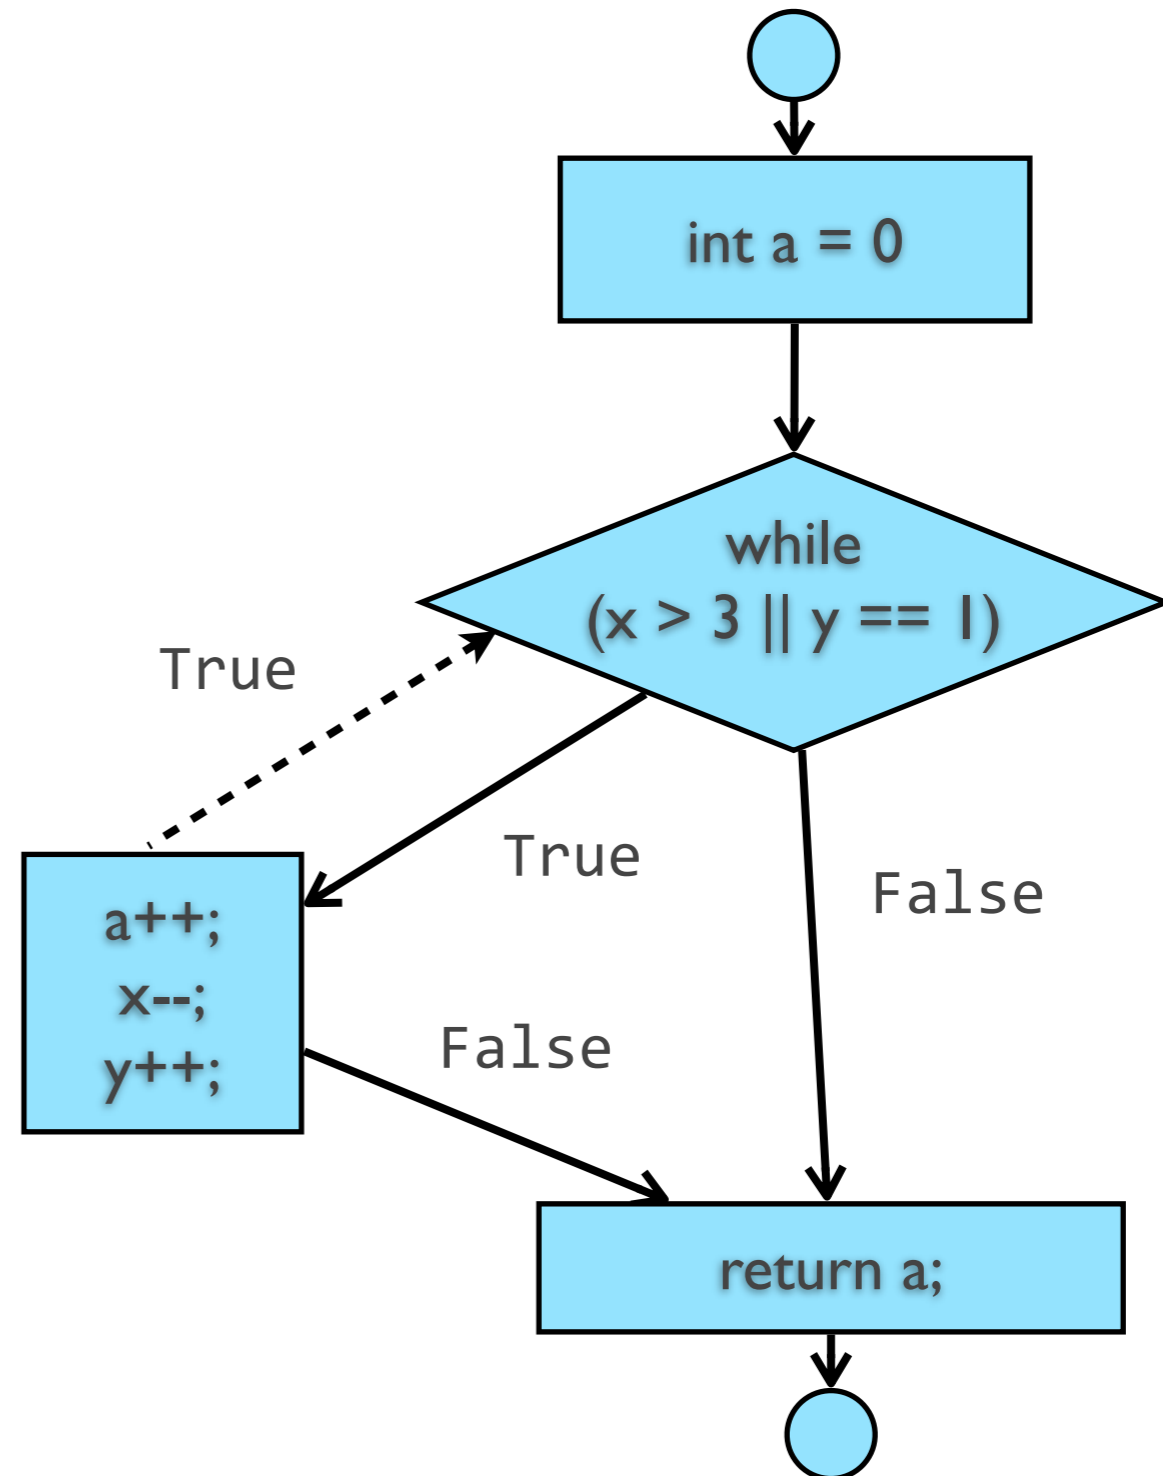 int a = 0
while
(x > 3 || y == 1)
True
True
False
a++;
x--;
y++;
False
return a;